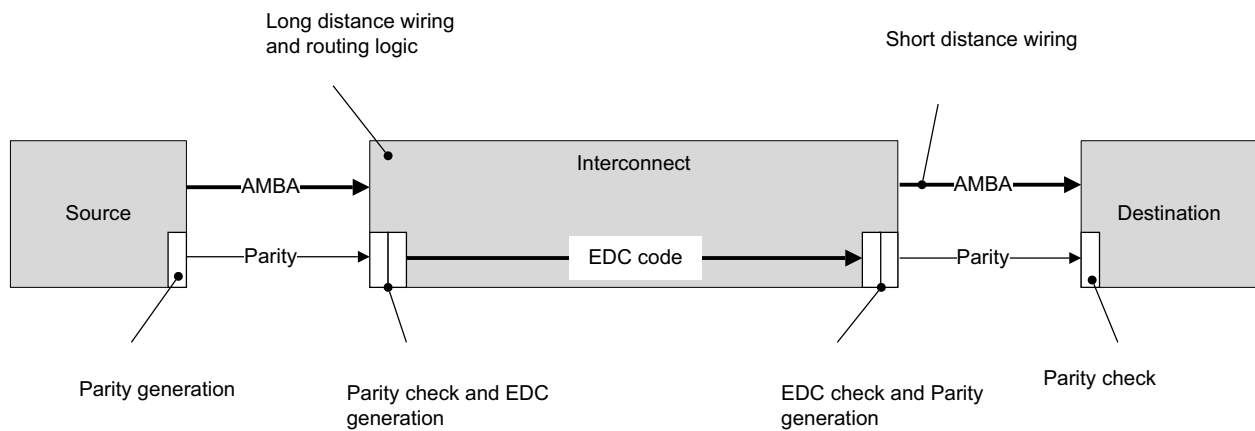 Long distance wiring
and routing logic
Short distance wiring
Interconnect
AMBA
AMBA
Source
Destination
Parity
EDC code
Parity
Parity generation
Parity check and EDC
generation
EDC check and Parity
generation
Parity check